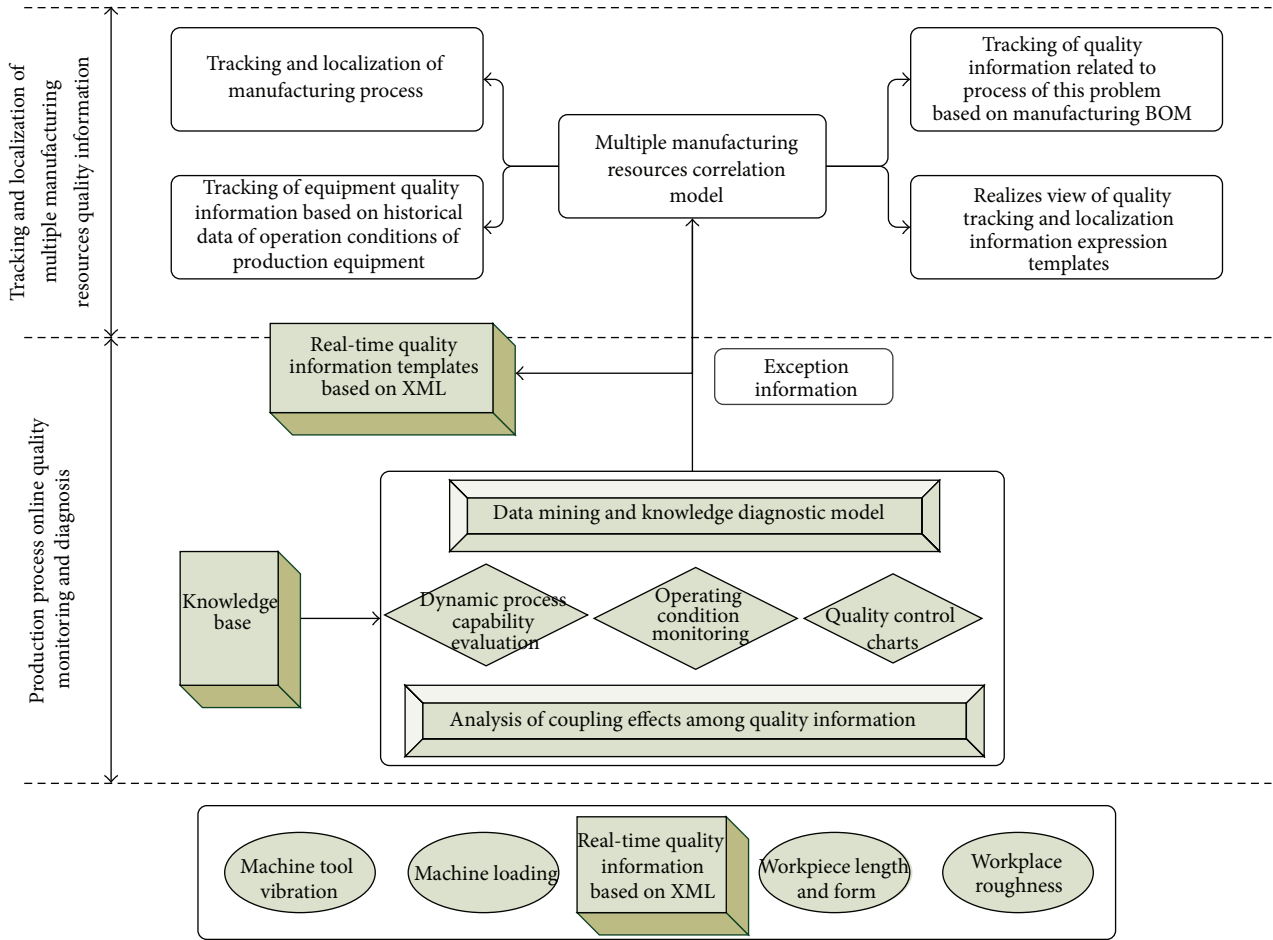 Tracking and localization of
multiple manufacturing
resources quality information
Tracking and localization of
manufacturing process
Tracking of equipment quality
information based on historical
data of operation conditions of
production equipment
Multiple manufacturing
resources correlation
model
Tracking of quality
information related to
process of this problem
based on manufacturing BOM
Realizes view of quality
tracking and localization
information expression
templates
Production process online quality
monitoring and diagnosis
Real-time quality
information templates
based on XML
Exception
information
Data mining and knowledge diagnostic model
Knowledge
base
Dynamic process
capability
evaluation
Operating
condition
monitoring
Quality control
charts
Analysis of coupling effects among quality information
Machine tool
vibration
Machine loading
Real-time quality
information
based on XML
Workpiece length
and form
Workplace
roughness